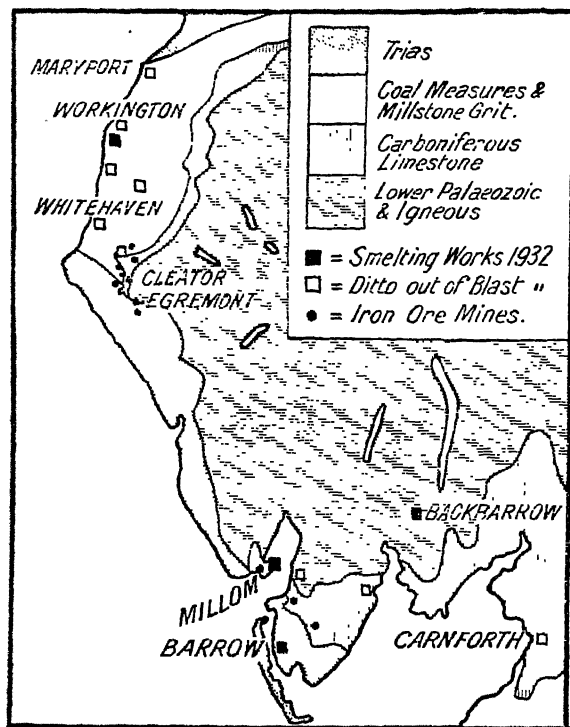 MARYPORT
WORKINGTON
WHITEHAVEN
CLEATOR
EGREMONT
BACKBARROW
MILLOM
BARROW
CARNFORTH
Trias
Coal Measures &
Millstone Grit.
Carboniferous
Limestone
Lower Palaeozoic
& Igneous
= Smelting Works 1932
= Ditto out of Blast "
= Iron Ore Mines.